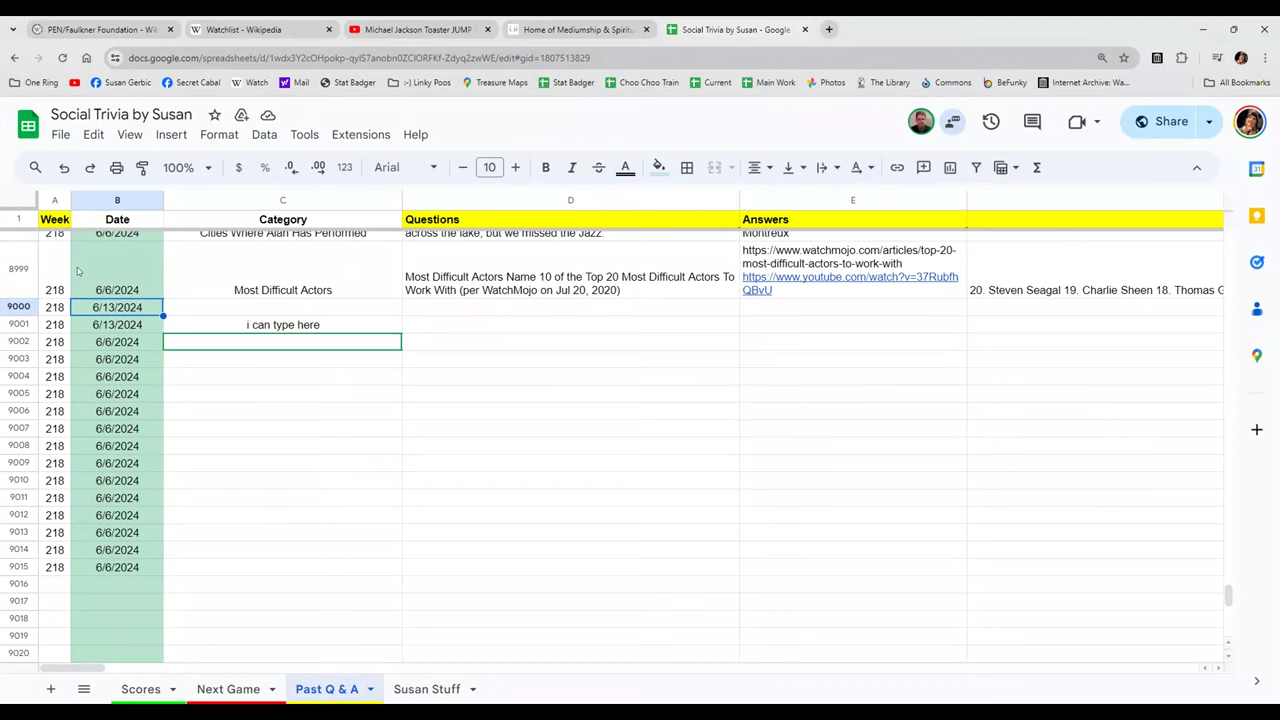 PEN/Faulkner Foundation - Wik
Watchlist - Wikipedia
Michael Jackson Toaster JUMP
Home of Mediumship & Spiritu
Social Trivia by Susan - Google
One Ring
Susan Gerbic
Secret Cabal
Watch
Mail
Stat Badger
:-) Linky Poos
Treasure Maps
Stat Badger
Choo Choo Train
Current
Main Work
Photos
The Library
Commons
BeFunky
Internet Archive: Wa...
All Bookmarks
Social Trivia by Susan
Share
File Edit View Insert Format Data Tools Extensions Help
100% $ % .0 .00 123 Arial 10 B I A
A B C D E
1 Week Date Category Questions Answers
218 6/6/2024 Cities Where Alan Has Performed across the lake, but we missed the Jazz. Montreux
https://www.watchmojo.com/articles/top-20-
most-difficult-actors-to-work-with
8999
Most Difficult Actors Name 10 of the Top 20 Most Difficult Actors To https://www.youtube.com/watch?v=37Rubfh
218 6/6/2024 Most Difficult Actors Work With (per WatchMojo on Jul 20, 2020) QBvU 20. Steven Seagal 19. Charlie Sheen 18. Thomas G
9000 218 6/13/2024
9001 218 6/13/2024 i can type here
9002 218 6/6/2024
9003 218 6/6/2024
9004 218 6/6/2024
9005 218 6/6/2024
9006 218 6/6/2024
9007 218 6/6/2024
9008 218 6/6/2024
9009 218 6/6/2024
9010 218 6/6/2024
9011 218 6/6/2024
9012 218 6/6/2024
9013 218 6/6/2024
9014 218 6/6/2024
9015 218 6/6/2024
9016
9017
9018
9019
9020
Scores Next Game Past Q & A Susan Stuff